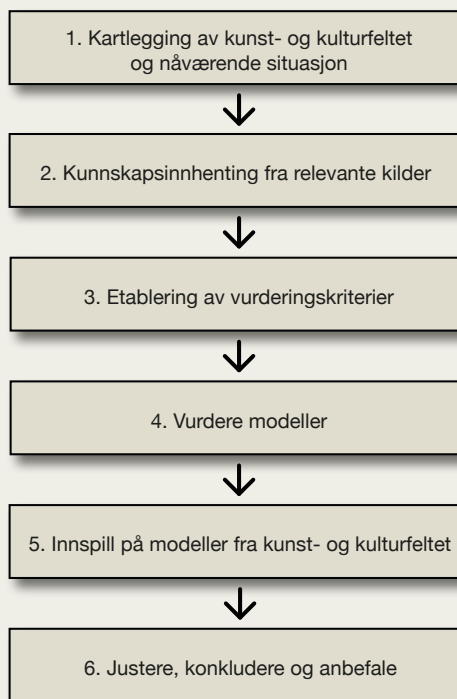 1. Kartlegging av kunst- og kulturfeltet
og nåværende situasjon
2. Kunnskapsinnhenting fra relevante kilder
3. Etablering av vurderingskriterier
4. Vurdere modeller
5. Innspill på modeller fra kunst- og kulturfeltet
6. Justere, konkludere og anbefale